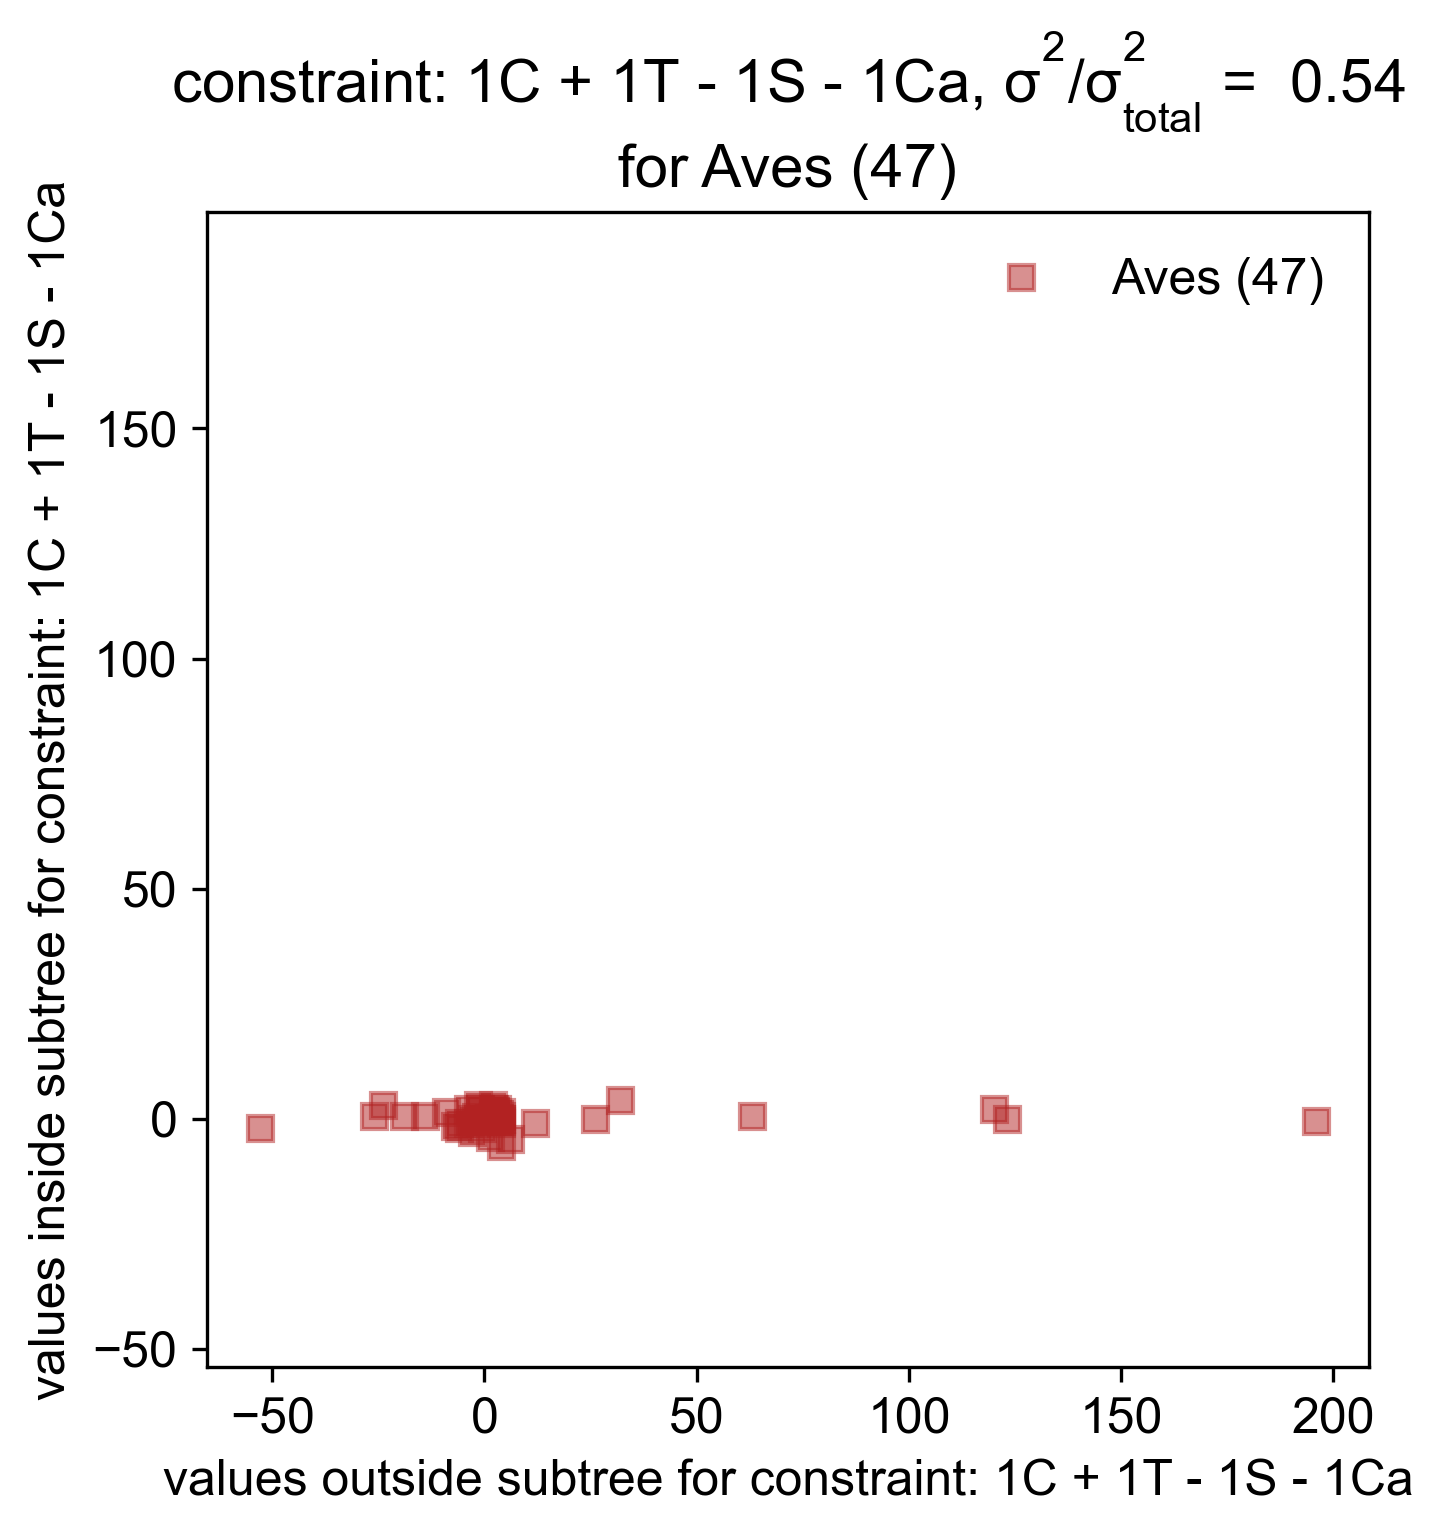 constraint: 1C + 1T - 1S - 1Ca, σ²/σ²total = 0.54
for Aves (47)
Aves (47)
values inside subtree for constraint: 1C + 1T - 1S - 1Ca
150
100
50
0
−50
−50 0 50 100 150 200
values outside subtree for constraint: 1C + 1T - 1S - 1Ca